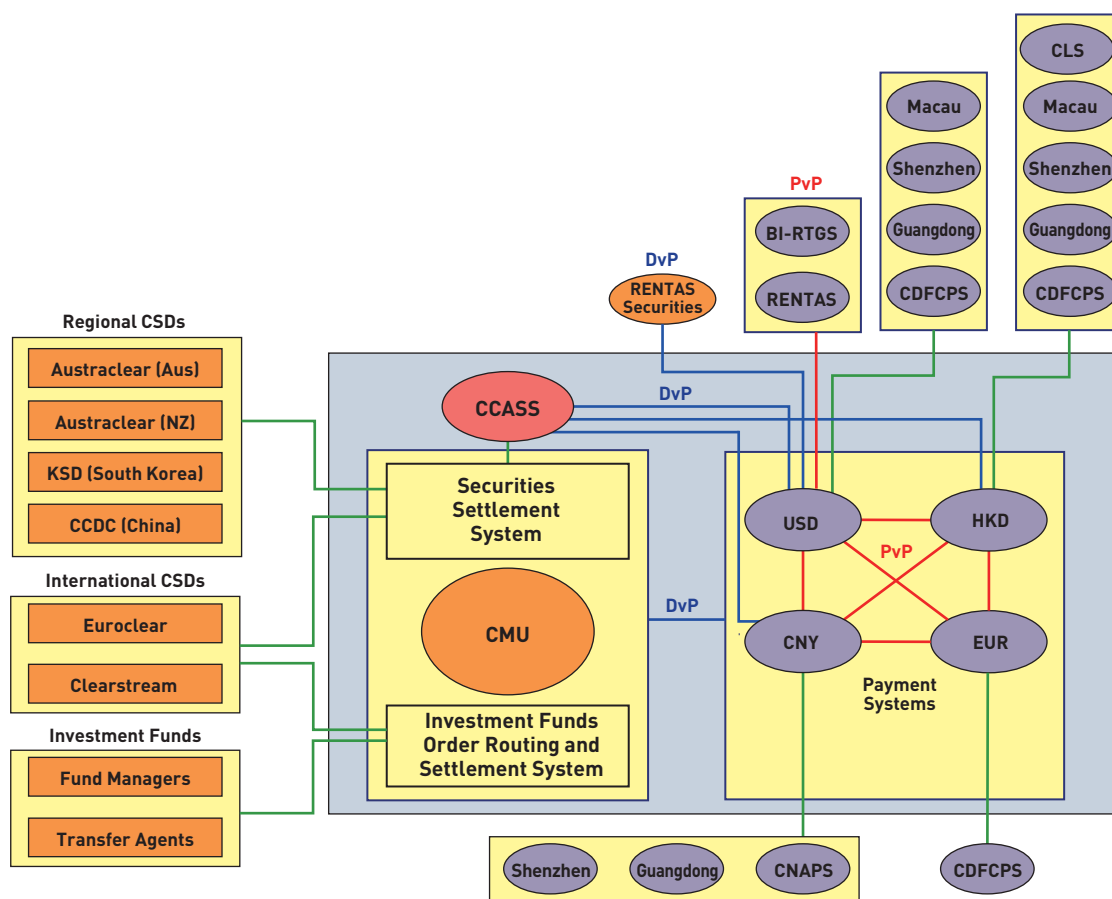 CLS
Macau
Macau
Shenzhen
Shenzhen
PvP
BI-RTGS
Guangdong
Guangdong
DvP
RENTAS
Securities
RENTAS
CDFCPS
CDFCPS
Regional CSDs
Austraclear (Aus)
Austraclear (NZ)
KSD (South Korea)
CCDC (China)
CCASS
DvP
Securities
Settlement
System
USD
HKD
PvP
International CSDs
Euroclear
Clearstream
CMU
DvP
CNY
EUR
Payment
Systems
Investment Funds
Fund Managers
Transfer Agents
Investment Funds
Order Routing and
Settlement System
Shenzhen
Guangdong
CNAPS
CDFCPS